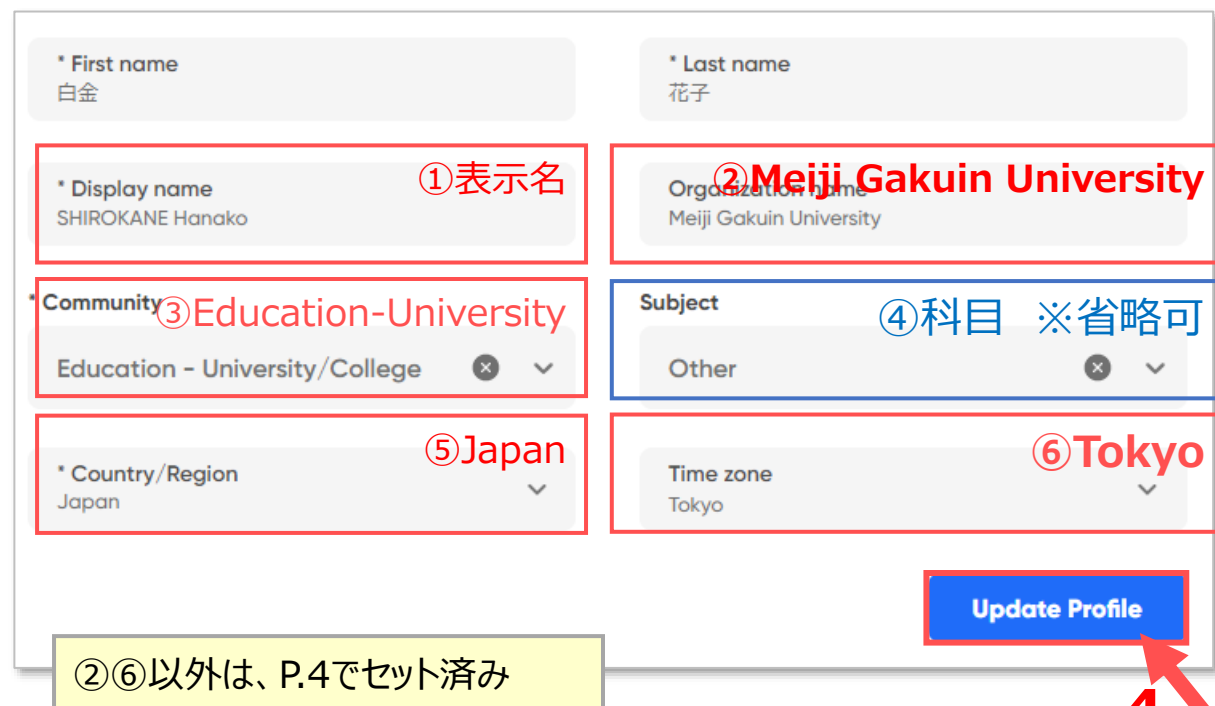 * First name
白金
* Last name
花子
①表示名
* Display name
SHIROKANE Hanako
②Meiji Gakuin University
Organization name
Meiji Gakuin University
* Community
③Education-University
Education - University/College
Subject
④科目　※省略可
Other
⑤Japan
* Country/Region
Japan
⑥Tokyo
Time zone
Tokyo
Update Profile
②⑥以外は、P.4でセット済み
4